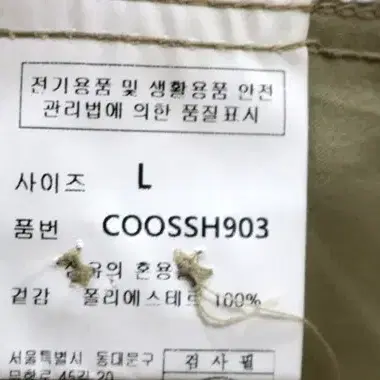 전기용품 및 생활용품 안전
관리법에 의한 품질표시
사이즈 L
품번 COOSSH903
혼용
겉감 폴리에스테르 100%
서울특별시 동대문구
검 사 필